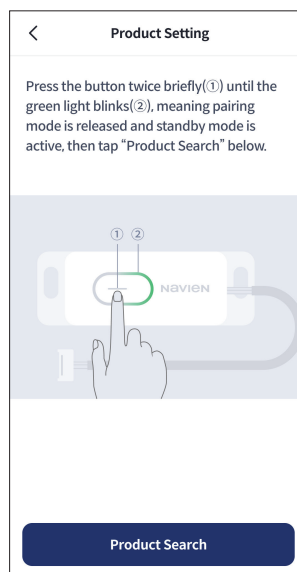 Product Setting
Press the button twice briefly(①) until the
green light blinks(②), meaning pairing
mode is released and standby mode is
active, then tap “Product Search” below.
① ②
NAVIEN
Product Search